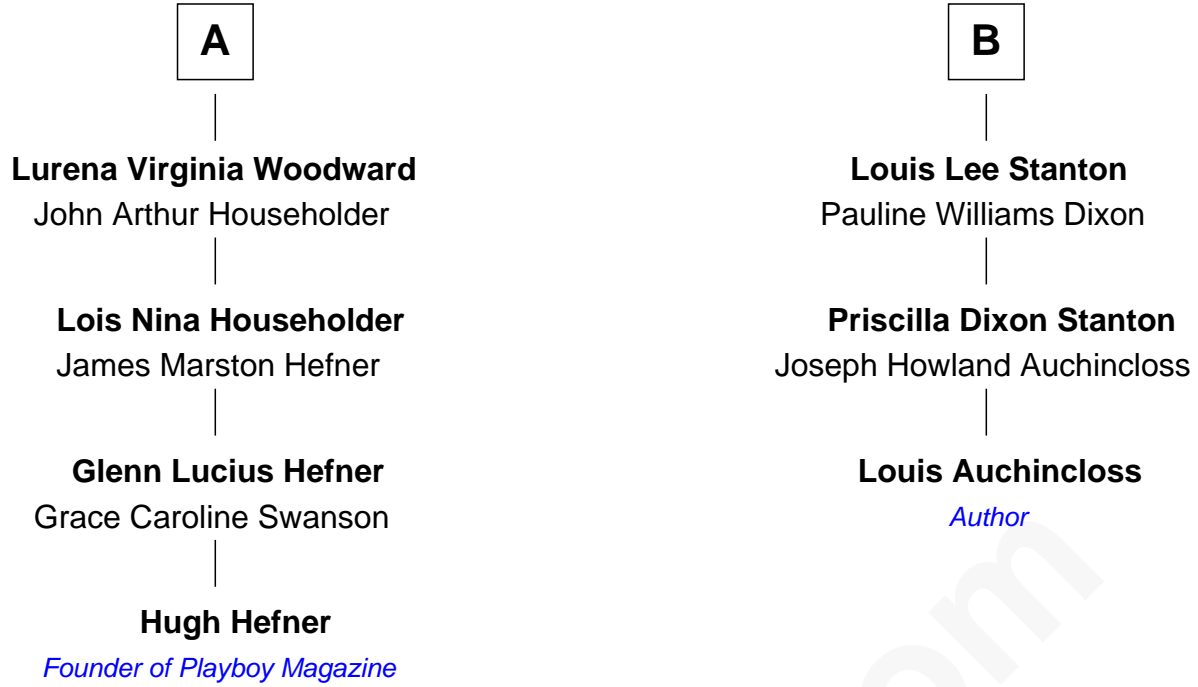 A
Lurena Virginia Woodward
John Arthur Householder
Lois Nina Householder
James Marston Hefner
Glenn Lucius Hefner
Grace Caroline Swanson
Hugh Hefner
Founder of Playboy Magazine
B
Louis Lee Stanton
Pauline Williams Dixon
Priscilla Dixon Stanton
Joseph Howland Auchincloss
Louis Auchincloss
Author
om